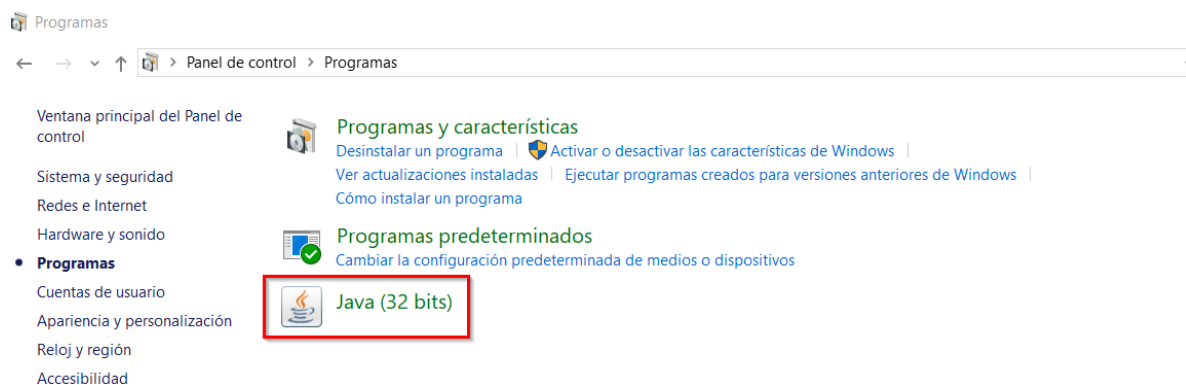 Programas
Panel de control > Programas
Ventana principal del Panel de
control
Sistema y seguridad
Redes e Internet
Hardware y sonido
Programas
Cuentas de usuario
Apariencia y personalización
Reloj y región
Accesibilidad
Programas y características
Desinstalar un programa
Activar o desactivar las características de Windows
Ver actualizaciones instaladas
Ejecutar programas creados para versiones anteriores de Windows
Cómo instalar un programa
Programas predeterminados
Cambiar la configuración predeterminada de medios o dispositivos
Java (32 bits)